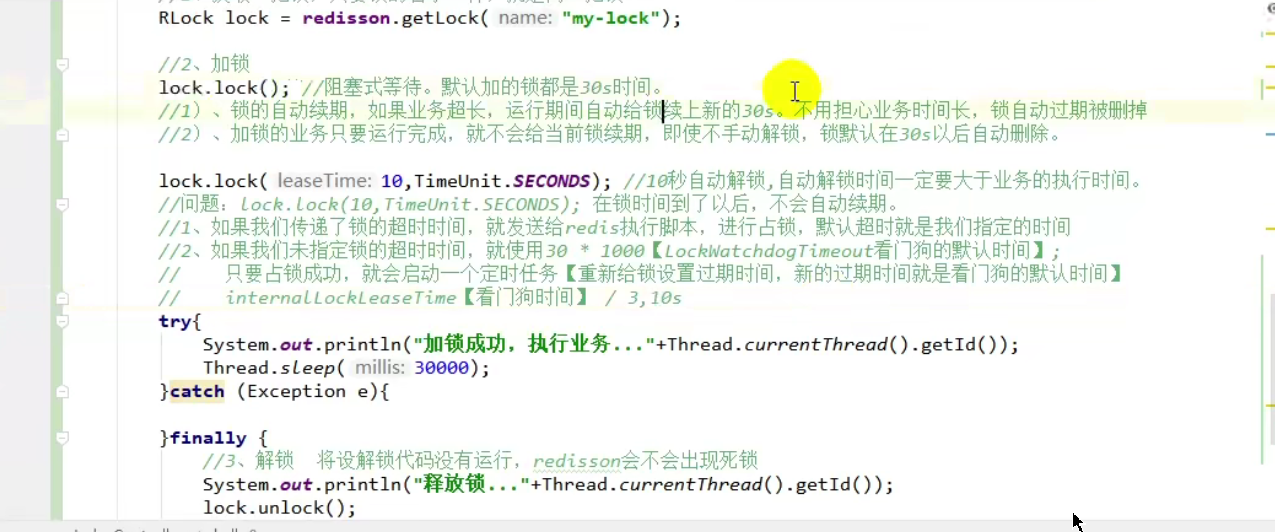 RLock lock = redisson.getLock( name: "my-lock");
//2、加锁
lock.lock(); //阻塞式等待。默认加的锁都是30s时间。
//1）、锁的自动续期，如果业务超长，运行期间自动给锁续上新的30s。不用担心业务时间长，锁自动过期被删掉
//2）、加锁的业务只要运行完成，就不会给当前锁续期，即使不手动解锁，锁默认在30s以后自动删除。
lock.lock( leaseTime: 10,TimeUnit.SECONDS); //10秒自动解锁,自动解锁时间一定要大于业务的执行时间。
//问题：lock.lock(10,TimeUnit.SECONDS); 在锁时间到了以后，不会自动续期。
//1、如果我们传递了锁的超时时间，就发送给redis执行脚本，进行占锁，默认超时就是我们指定的时间
//2、如果我们未指定锁的超时时间，就使用30 * 1000【LockWatchdogTimeout看门狗的默认时间】;
// 只要占锁成功，就会启动一个定时任务【重新给锁设置过期时间，新的过期时间就是看门狗的默认时间】
// internalLockLeaseTime【看门狗时间】 / 3,10s
try{
System.out.println("加锁成功，执行业务..."+Thread.currentThread().getId());
Thread.sleep( millis: 30000);
}catch (Exception e){
}finally {
//3、解锁 将设解锁代码没有运行，redisson会不会出现死锁
System.out.println("释放锁..."+Thread.currentThread().getId());
lock.unlock();